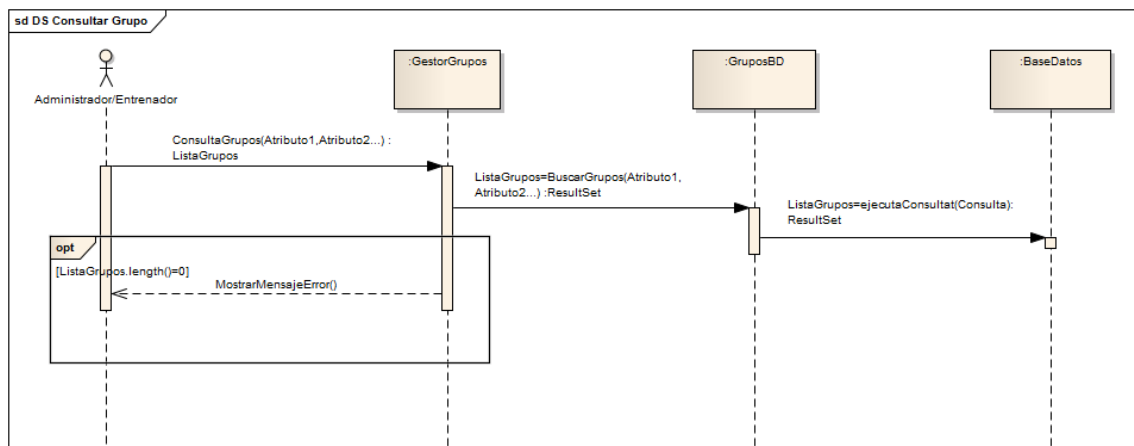 sd DS Consultar Grupo
Administrador/Entrenador
:GestorGrupos
:GruposBD
:BaseDatos
ConsultaGrupos(Atributo1,Atributo2...) :
ListaGrupos
ListaGrupos=BuscarGrupos(Atributo1,
Atributo2...) :ResultSet
ListaGrupos=ejecutaConsultat(Consulta):
ResultSet
opt
[ListaGrupos.length()=0]
MostrarMensajeError()